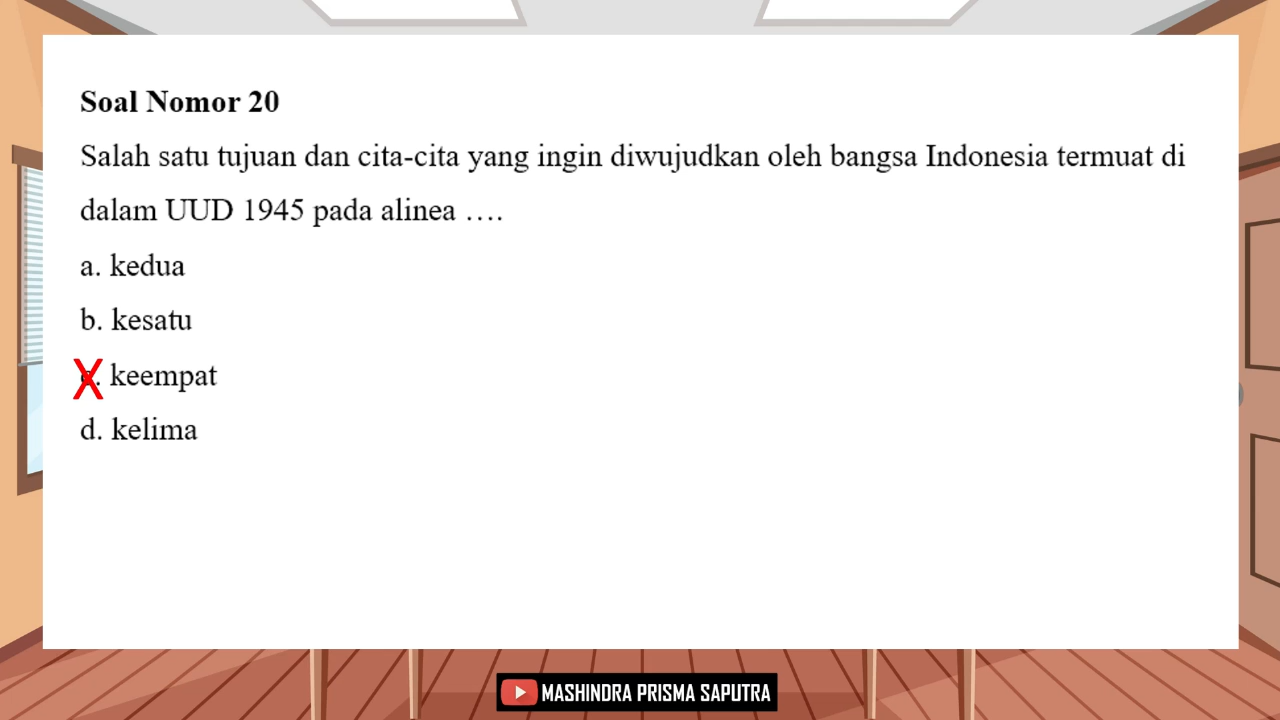 Soal Nomor 20
Salah satu tujuan dan cita-cita yang ingin diwujudkan oleh bangsa Indonesia termuat di
dalam UUD 1945 pada alinea ....
a. kedua
b. kesatu
X. keempat
d. kelima
MASHINDRA PRISMA SAPUTRA